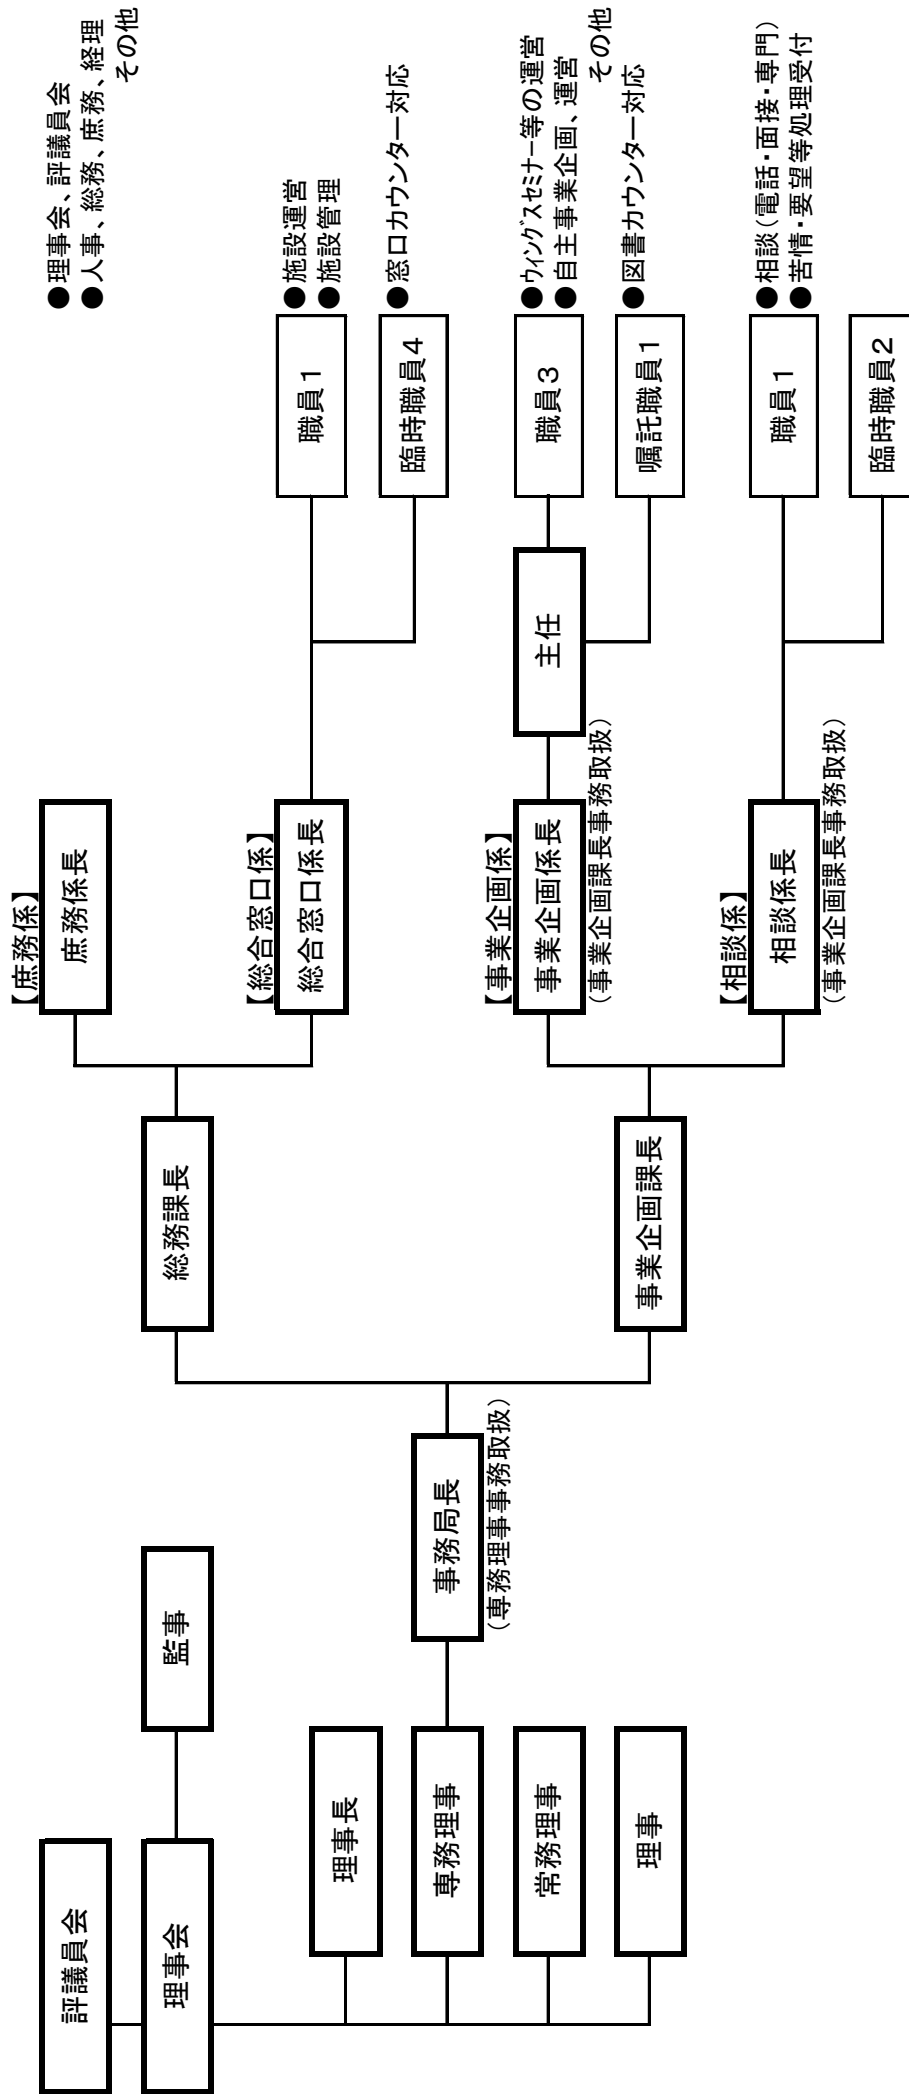 評議員会
理事会
監事
理事長
専務理事
常務理事
理事
事務局長
（専務理事事務取扱）
総務課長
事業企画課長
【庶務係】
庶務係長
●理事会、評議員会
●人事、総務、庶務、経理
その他
【総合窓口係】
総合窓口係長
職員１
●施設運営
●施設管理
臨時職員４
●窓口カウンター対応
【事業企画係】
事業企画係長
（事業企画課長事務取扱）
主任
職員３
●ｳｨﾝｸﾞｽｾﾐﾅｰ等の運営
●自主事業企画、運営
その他
嘱託職員１
●図書カウンター対応
【相談係】
相談係長
（事業企画課長事務取扱）
職員１
●相談（電話・面接・専門）
●苦情・要望等処理受付
臨時職員２